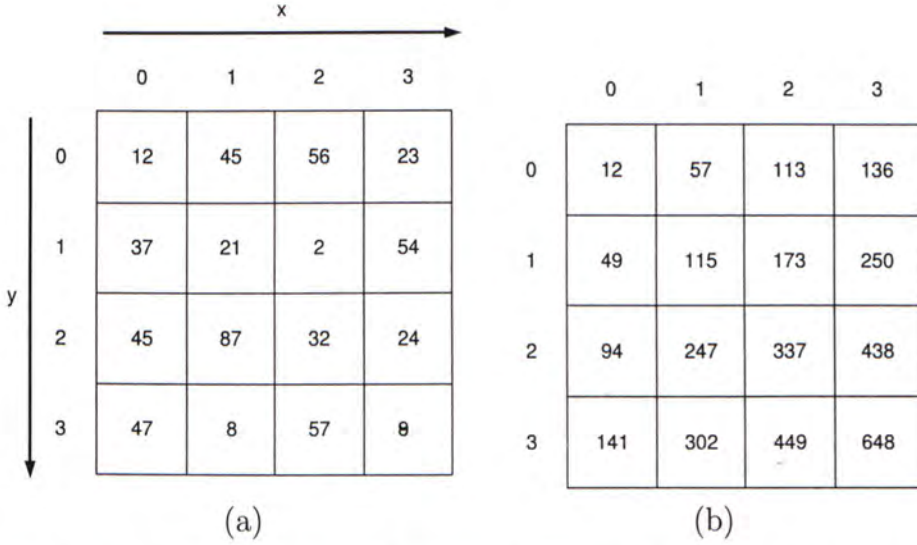 x
0 1 2 3
0 12 45 56 23
1 37 21 2 54
y
2 45 87 32 24
3 47 8 57
(a)
0 1 2 3
0 12 57 113 136
1 49 115 173 250
2 94 247 337 438
3 141 302 449 648
(b)